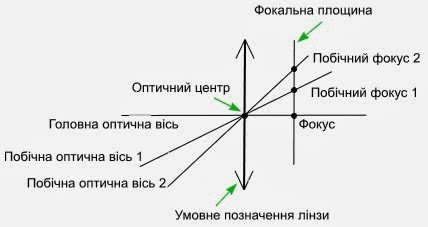 Фокальна площина
Побічний фокус 2
Оптичний центр
Побічний фокус 1
Головна оптична вісь
Фокус
Побічна оптична вісь 1
Побічна оптична вісь 2
Умовне позначення лінзи